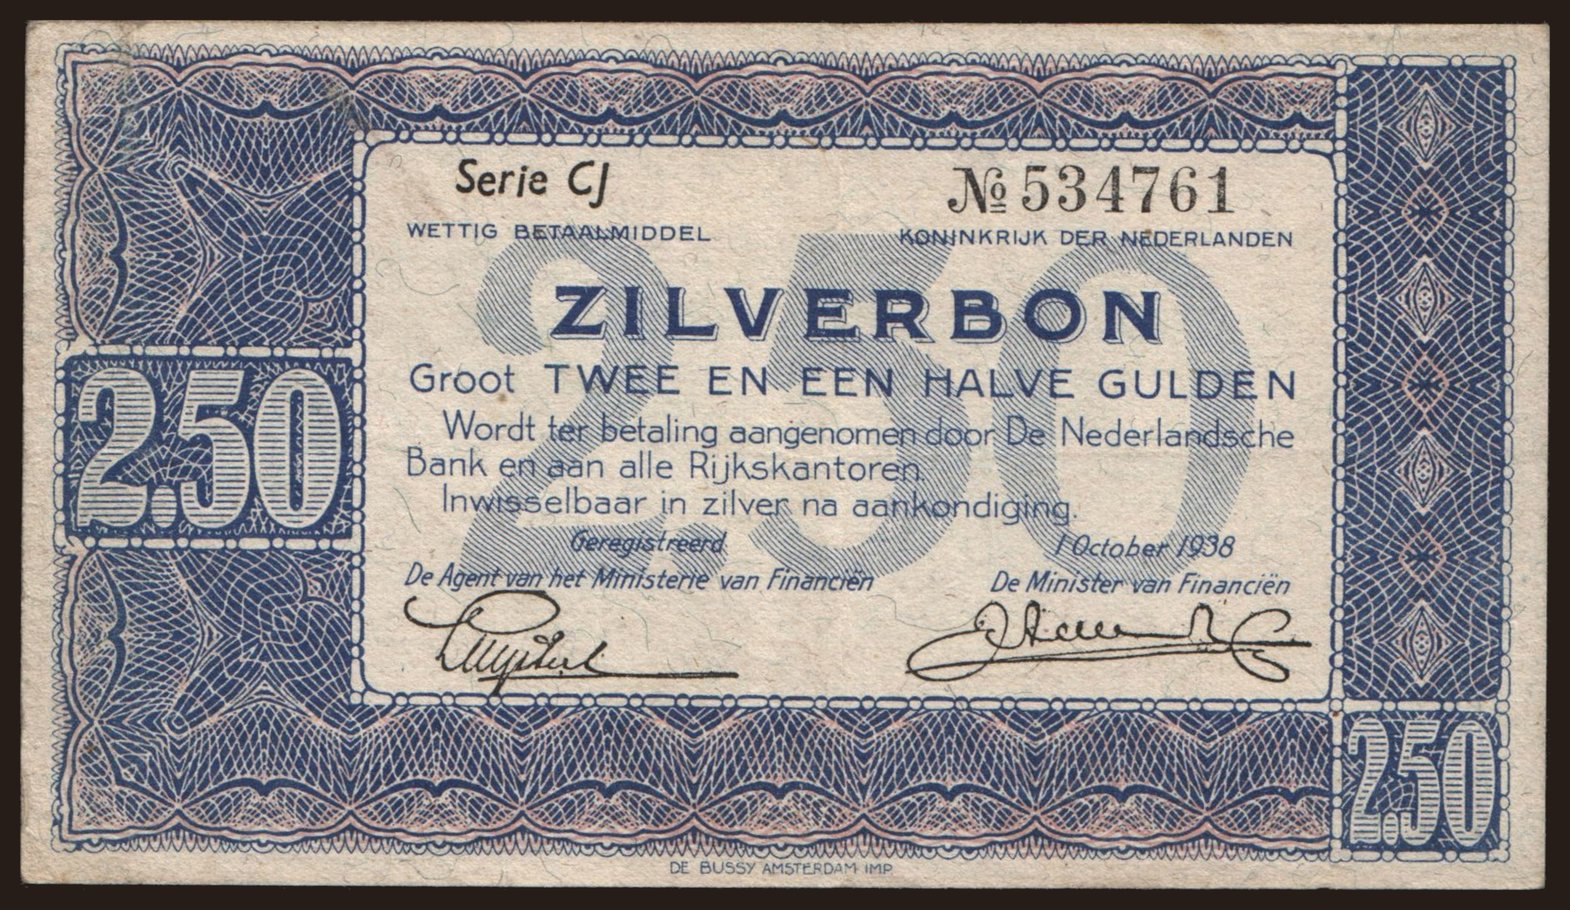 Serie CJ
№ 534761
WETTIG BETAALMIDDEL
KONINKRIJK DER NEDERLANDEN
ZILVERBON
Groot TWEE EN EEN HALVE GULDEN
2.50
2.50
Wordt ter betaling aangenomen door De Nederlandsche
Bank en aan alle Rijkskantoren.
Inwisselbaar in zilver na aankondiging.
Geregistreerd
1 October 1938
De Agent van het Ministerie van Financiën
De Minister van Financiën
2.50
DE BUSSY AMSTERDAM IMP.